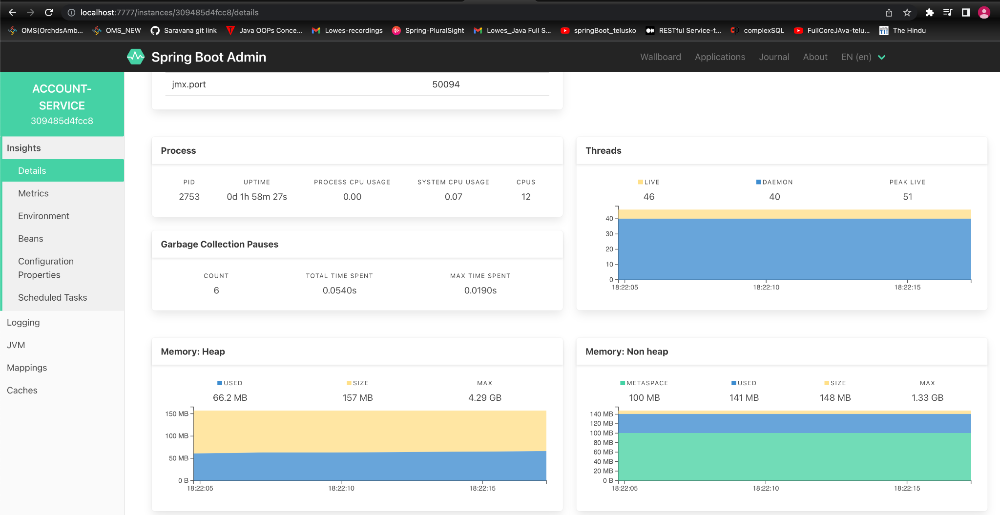 localhost:7777/instances/309485d4fcc8/details
OMS(OrchdsAmb... OMS_NEW Saravana git link Java OOPs Conce... Lowes-recordings Spring-PluralSight Lowes_Java Full S... springBoot_telusko RESTful Service-t... complexSQL FullCoreJAva-telu... The Hindu
Spring Boot Admin Wallboard Applications Journal About EN (en)
ACCOUNT-
SERVICE
309485d4fcc8
Insights
Details
Metrics
Environment
Beans
Configuration
Properties
Scheduled Tasks
Logging
JVM
Mappings
Caches
jmx.port 50094
Process
PID UPTIME PROCESS CPU USAGE SYSTEM CPU USAGE CPUS
2753 0d 1h 58m 27s 0.00 0.07 12
Garbage Collection Pauses
COUNT TOTAL TIME SPENT MAX TIME SPENT
6 0.0540s 0.0190s
Threads
LIVE DAEMON PEAK LIVE
46 40 51
40
30
20
10
0
18:22:05 18:22:10 18:22:15
Memory: Heap
USED SIZE MAX
66.2 MB 157 MB 4.29 GB
150 MB
100 MB
50 MB
0 B
18:22:05 18:22:10 18:22:15
Memory: Non heap
METASPACE USED SIZE MAX
100 MB 141 MB 148 MB 1.33 GB
140 MB
120 MB
100 MB
80 MB
60 MB
40 MB
20 MB
0 B
18:22:05 18:22:10 18:22:15